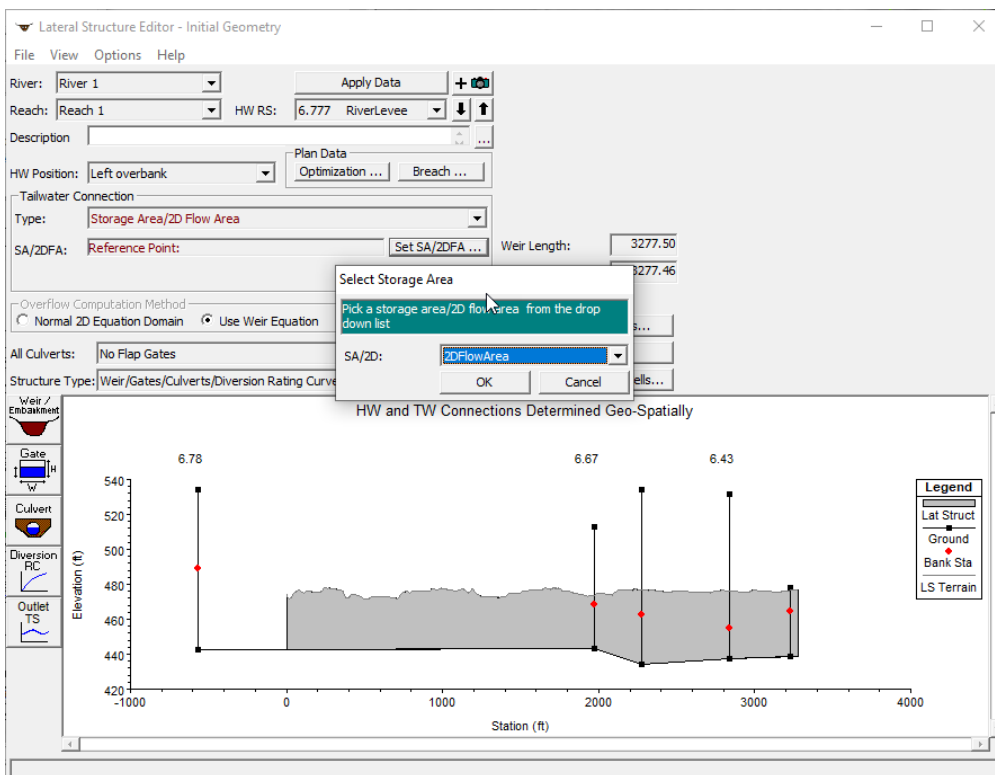 Lateral Structure Editor - Initial Geometry
File View Options Help
River: River 1 Apply Data
Reach: Reach 1 HW RS: 6.777 RiverLevee
Description ...
Plan Data
HW Position: Left overbank Optimization ... Breach ...
Tailwater Connection
Type: Storage Area/2D Flow Area
SA/2DFA: Reference Point: Set SA/2DFA ... Weir Length: 3277.50
3277.46
Select Storage Area
Pick a storage area/2D flow area from the drop
down list
SA/2D: 2DFlowArea
OK Cancel
Overflow Computation Method
Normal 2D Equation Domain Use Weir Equation
All Culverts: No Flap Gates
Structure Type: Weir/Gates/Culverts/Diversion Rating Curve
Weir /
Embankment
Gate
H
W
Culvert
Diversion
RC
Outlet
TS
HW and TW Connections Determined Geo-Spatially
6.78 6.67 6.43
540
520
500
480
460
440
420
Elevation (ft)
-1000 0 1000 2000 3000 4000
Station (ft)
Legend
Lat Struct
Ground
Bank Sta
LS Terrain